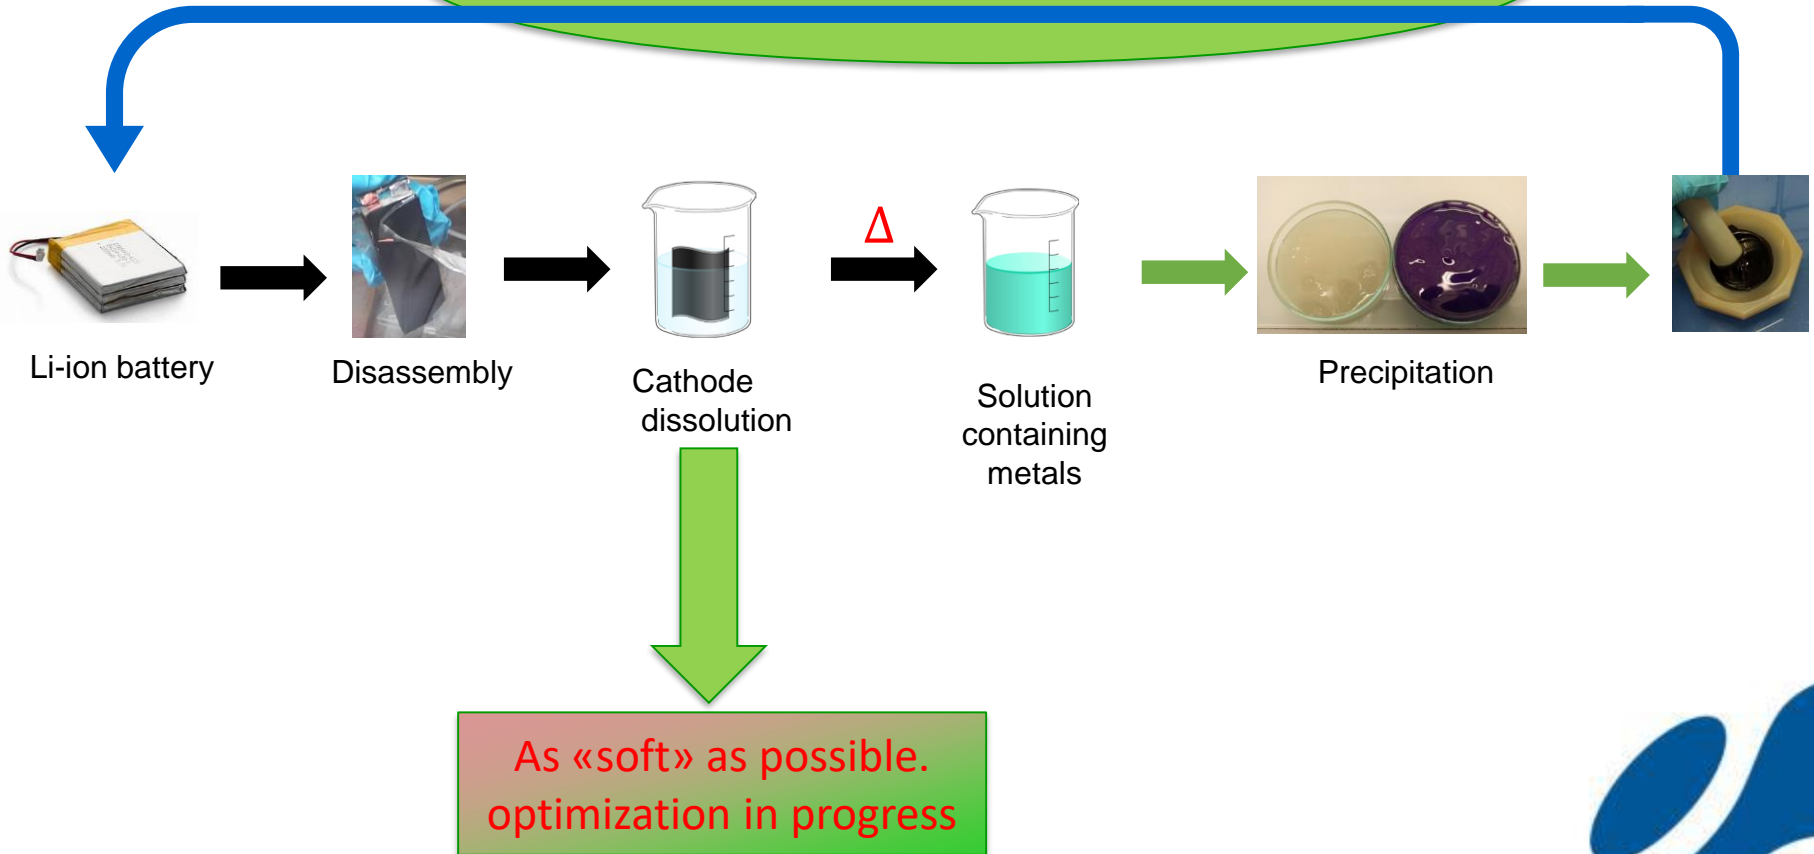 Δ
Li-ion battery
Disassembly
Cathode
dissolution
Solution
containing
metals
Precipitation
As «soft» as possible.
optimization in progress